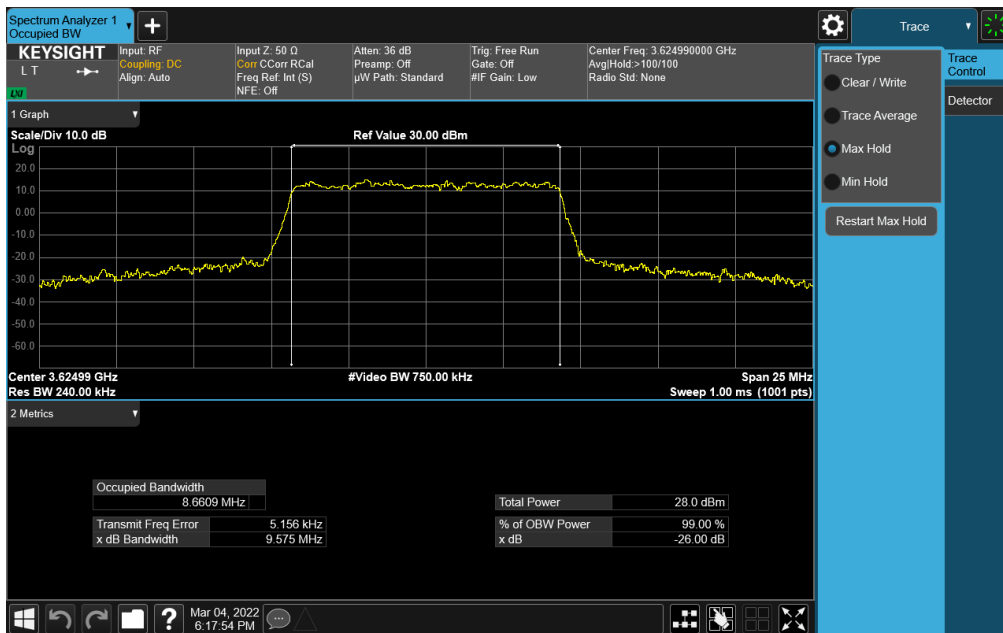 Spectrum Analyzer 1
Occupied BW
Trace
KEYSIGHT
L T
LXI
Input: RF
Coupling: DC
Align: Auto
Input Z: 50 Ω
Corr CCorr RCal
Freq Ref: Int (S)
NFE: Off
Atten: 36 dB
Preamp: Off
µW Path: Standard
Trig: Free Run
Gate: Off
#IF Gain: Low
Center Freq: 3.624990000 GHz
Avg|Hold:>100/100
Radio Std: None
Trace Type
Clear / Write
Trace Average
Max Hold
Min Hold
Restart Max Hold
Trace
Control
Detector
1 Graph
Scale/Div 10.0 dB
Ref Value 30.00 dBm
Log
20.0
10.0
0.00
-10.0
-20.0
-30.0
-40.0
-50.0
-60.0
Center 3.62499 GHz
#Video BW 750.00 kHz
Span 25 MHz
Res BW 240.00 kHz
Sweep 1.00 ms (1001 pts)
2 Metrics
Occupied Bandwidth
8.6609 MHz
Total Power 28.0 dBm
Transmit Freq Error 5.156 kHz
% of OBW Power 99.00 %
x dB Bandwidth 9.575 MHz
x dB -26.00 dB
?
Mar 04, 2022
6:17:54 PM